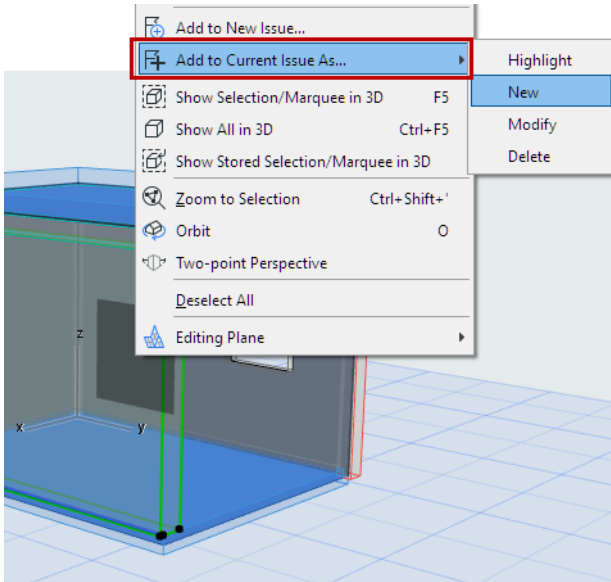 Add to New Issue...
Add to Current Issue As...
Highlight
New
Modify
Delete
Show Selection/Marquee in 3D F5
Show All in 3D Ctrl+F5
Show Stored Selection/Marquee in 3D
Zoom to Selection Ctrl+Shift+'
Orbit O
Two-point Perspective
Deselect All
Editing Plane
z
x
y